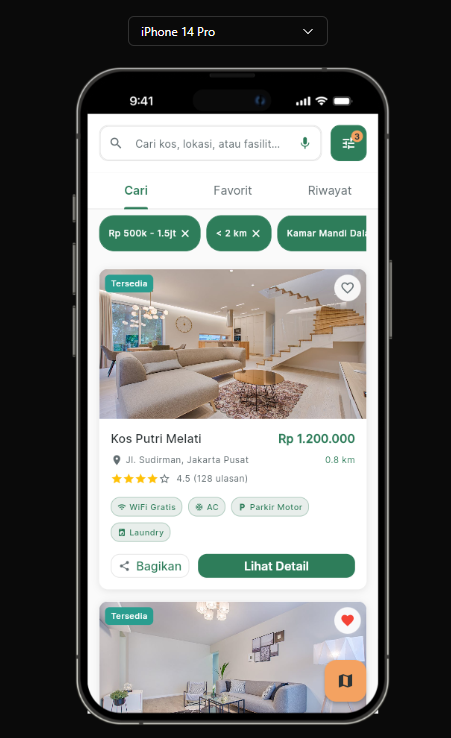 iPhone 14 Pro
9:41
Cari kos, lokasi, atau fasilit...
3
Cari
Favorit
Riwayat
Rp 500k - 1.5jt
< 2 km
Kamar Mandi Dala
Tersedia
Kos Putri Melati
Rp 1.200.000
Jl. Sudirman, Jakarta Pusat
0.8 km
4.5 (128 ulasan)
WiFi Gratis
AC
P Parkir Motor
Laundry
Bagikan
Lihat Detail
Tersedia